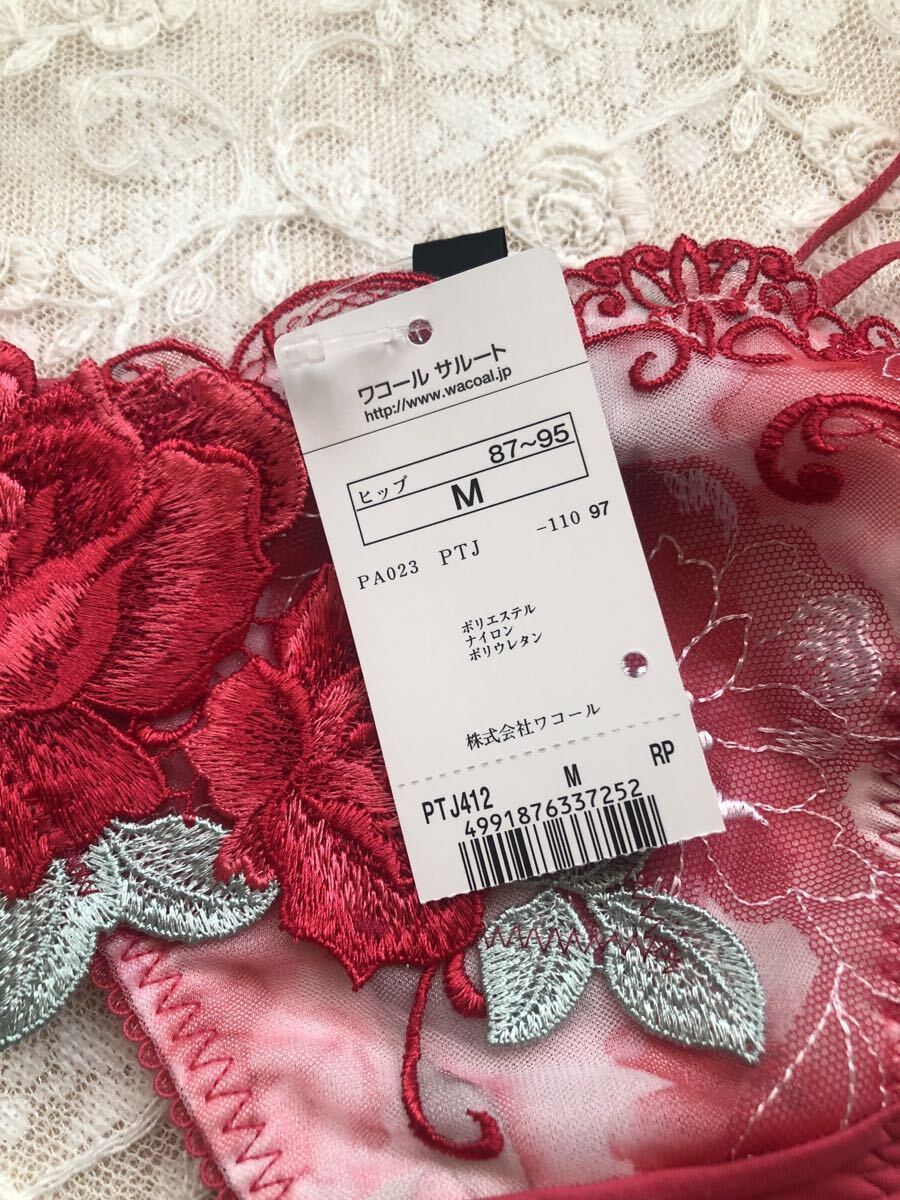 ワコール サルート
http://www.wacoal.jp
ヒップ 87~95
M
PA023 PTJ -110 97
ポリエステル
ナイロン
ポリウレタン
株式会社ワコール
PTJ412 M RP
4991876337252